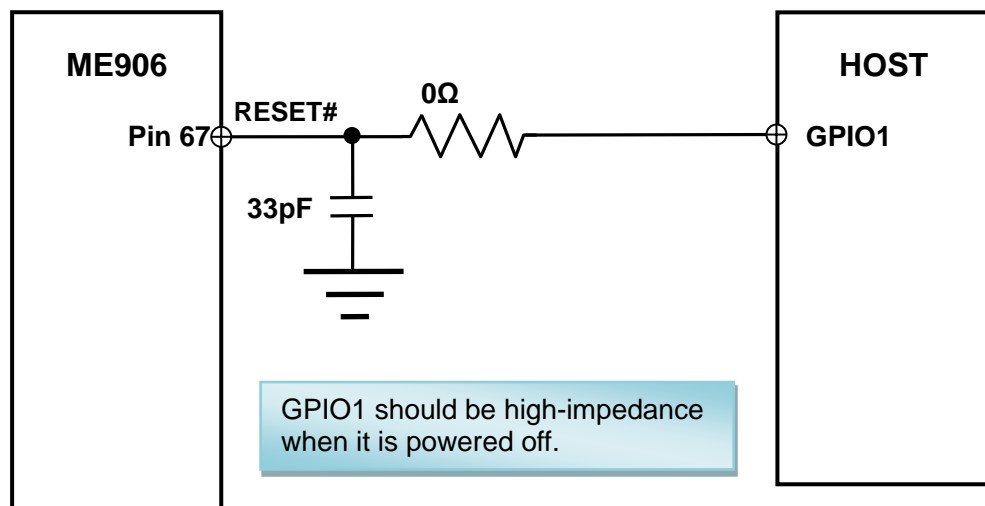 ME906
HOST
0Ω
RESET#
Pin 67
GPIO1
33pF
GPIO1 should be high-impedance
when it is powered off.